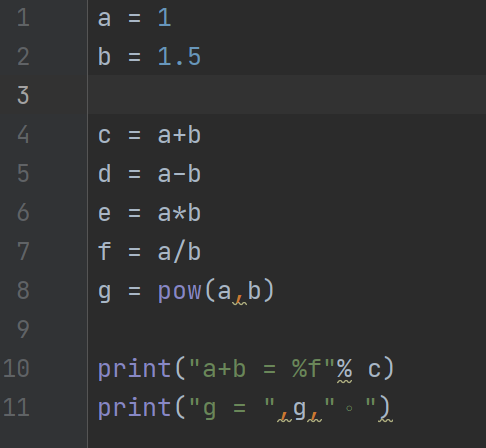 1 a = 1
2 b = 1.5
3
4 c = a+b
5 d = a-b
6 e = a*b
7 f = a/b
8 g = pow(a,b)
9
10 print("a+b = %f"% c)
11 print("g = ",g,"。")